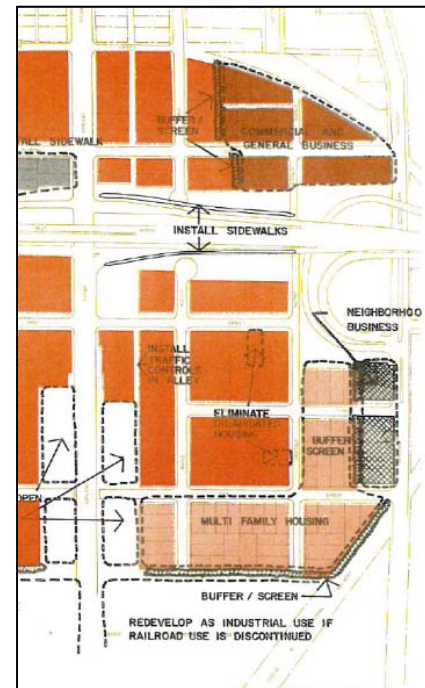 BUFFER /
SCREEN
COMMERCIAL AND
GENERAL BUSINESS
TALL SIDEWALK
INSTALL SIDEWALKS
NEIGHBORHOO
BUSINESS
INSTALL
TRAFFIC
CONTROLS
IN ALLEY
ELIMINATE
DILAPIDATED
HOUSING
BUFFER
SCREEN
OPEN
MULTI FAMILY HOUSING
BUFFER / SCREEN
REDEVELOP AS INDUSTRIAL USE IF
RAILROAD USE IS DISCONTINUED